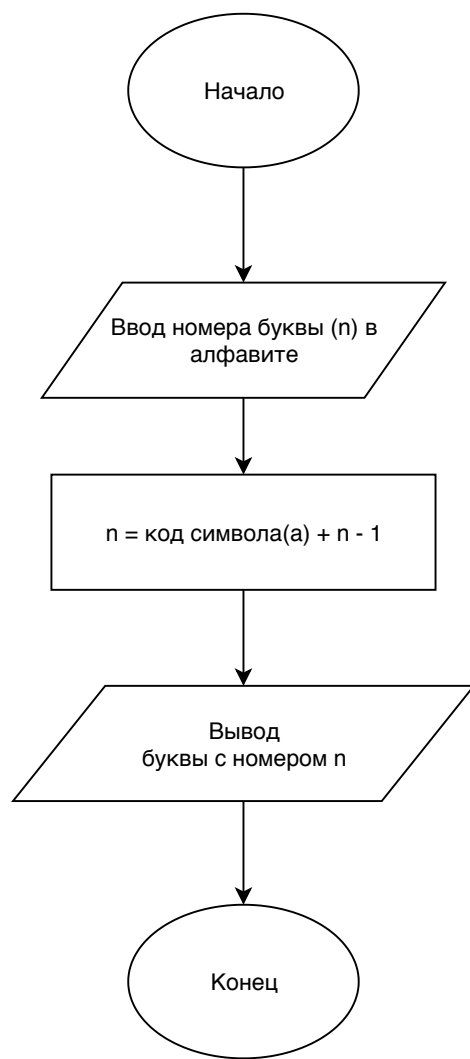 Начало
Ввод номера буквы (n) в
алфавите
n = код символа(a) + n - 1
Вывод
буквы с номером n
Конец